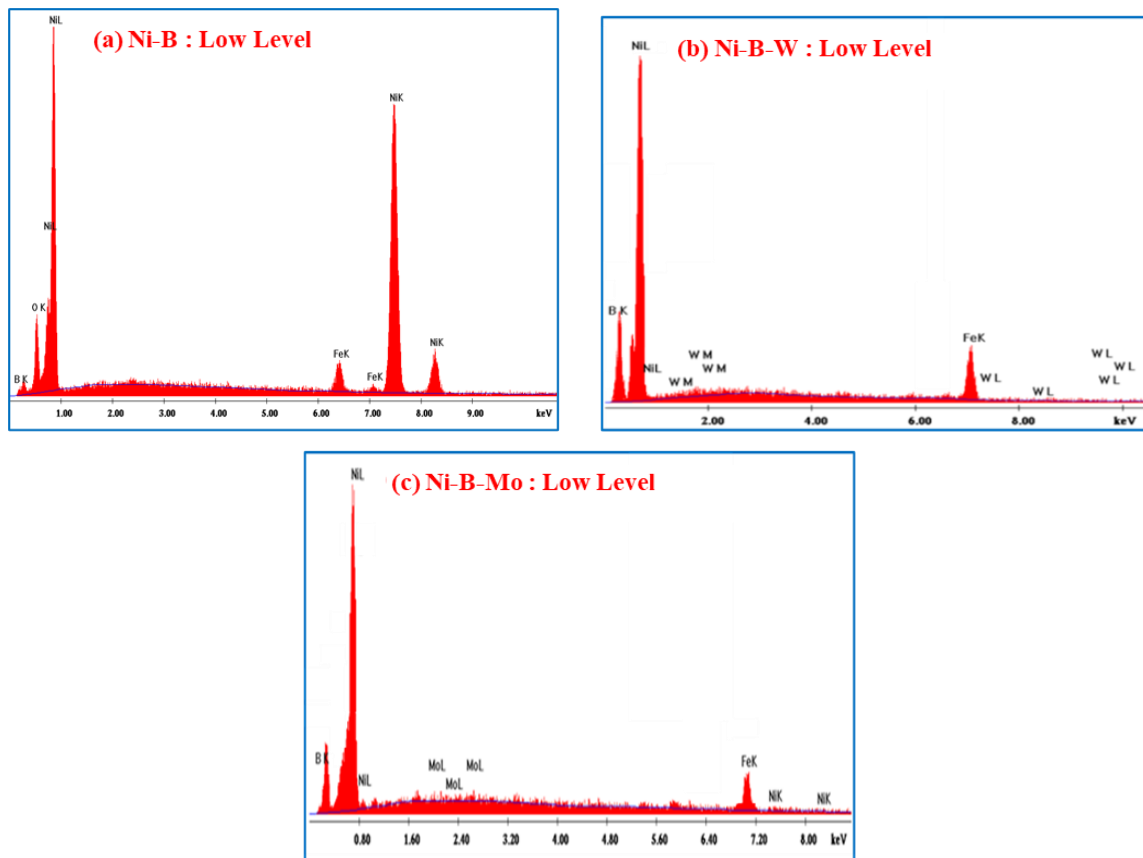 (a) Ni-B : Low Level
NiL
NiK
NiL
O K
NiK
FeK
FeK
B K
1.00 2.00 3.00 4.00 5.00 6.00 7.00 8.00 9.00
keV
(b) Ni-B-W : Low Level
NiL
B K
FeK
W M
W L
W M
W L
NiL
W M
W L
W L
W L
2.00 4.00 6.00 8.00 keV
(c) Ni-B-Mo : Low Level
NiL
B K
MoL MoL
FeK
NiL
MoL
NiK NiK
0.80 1.60 2.40 3.20 4.00 4.80 5.60 6.40 7.20 keV